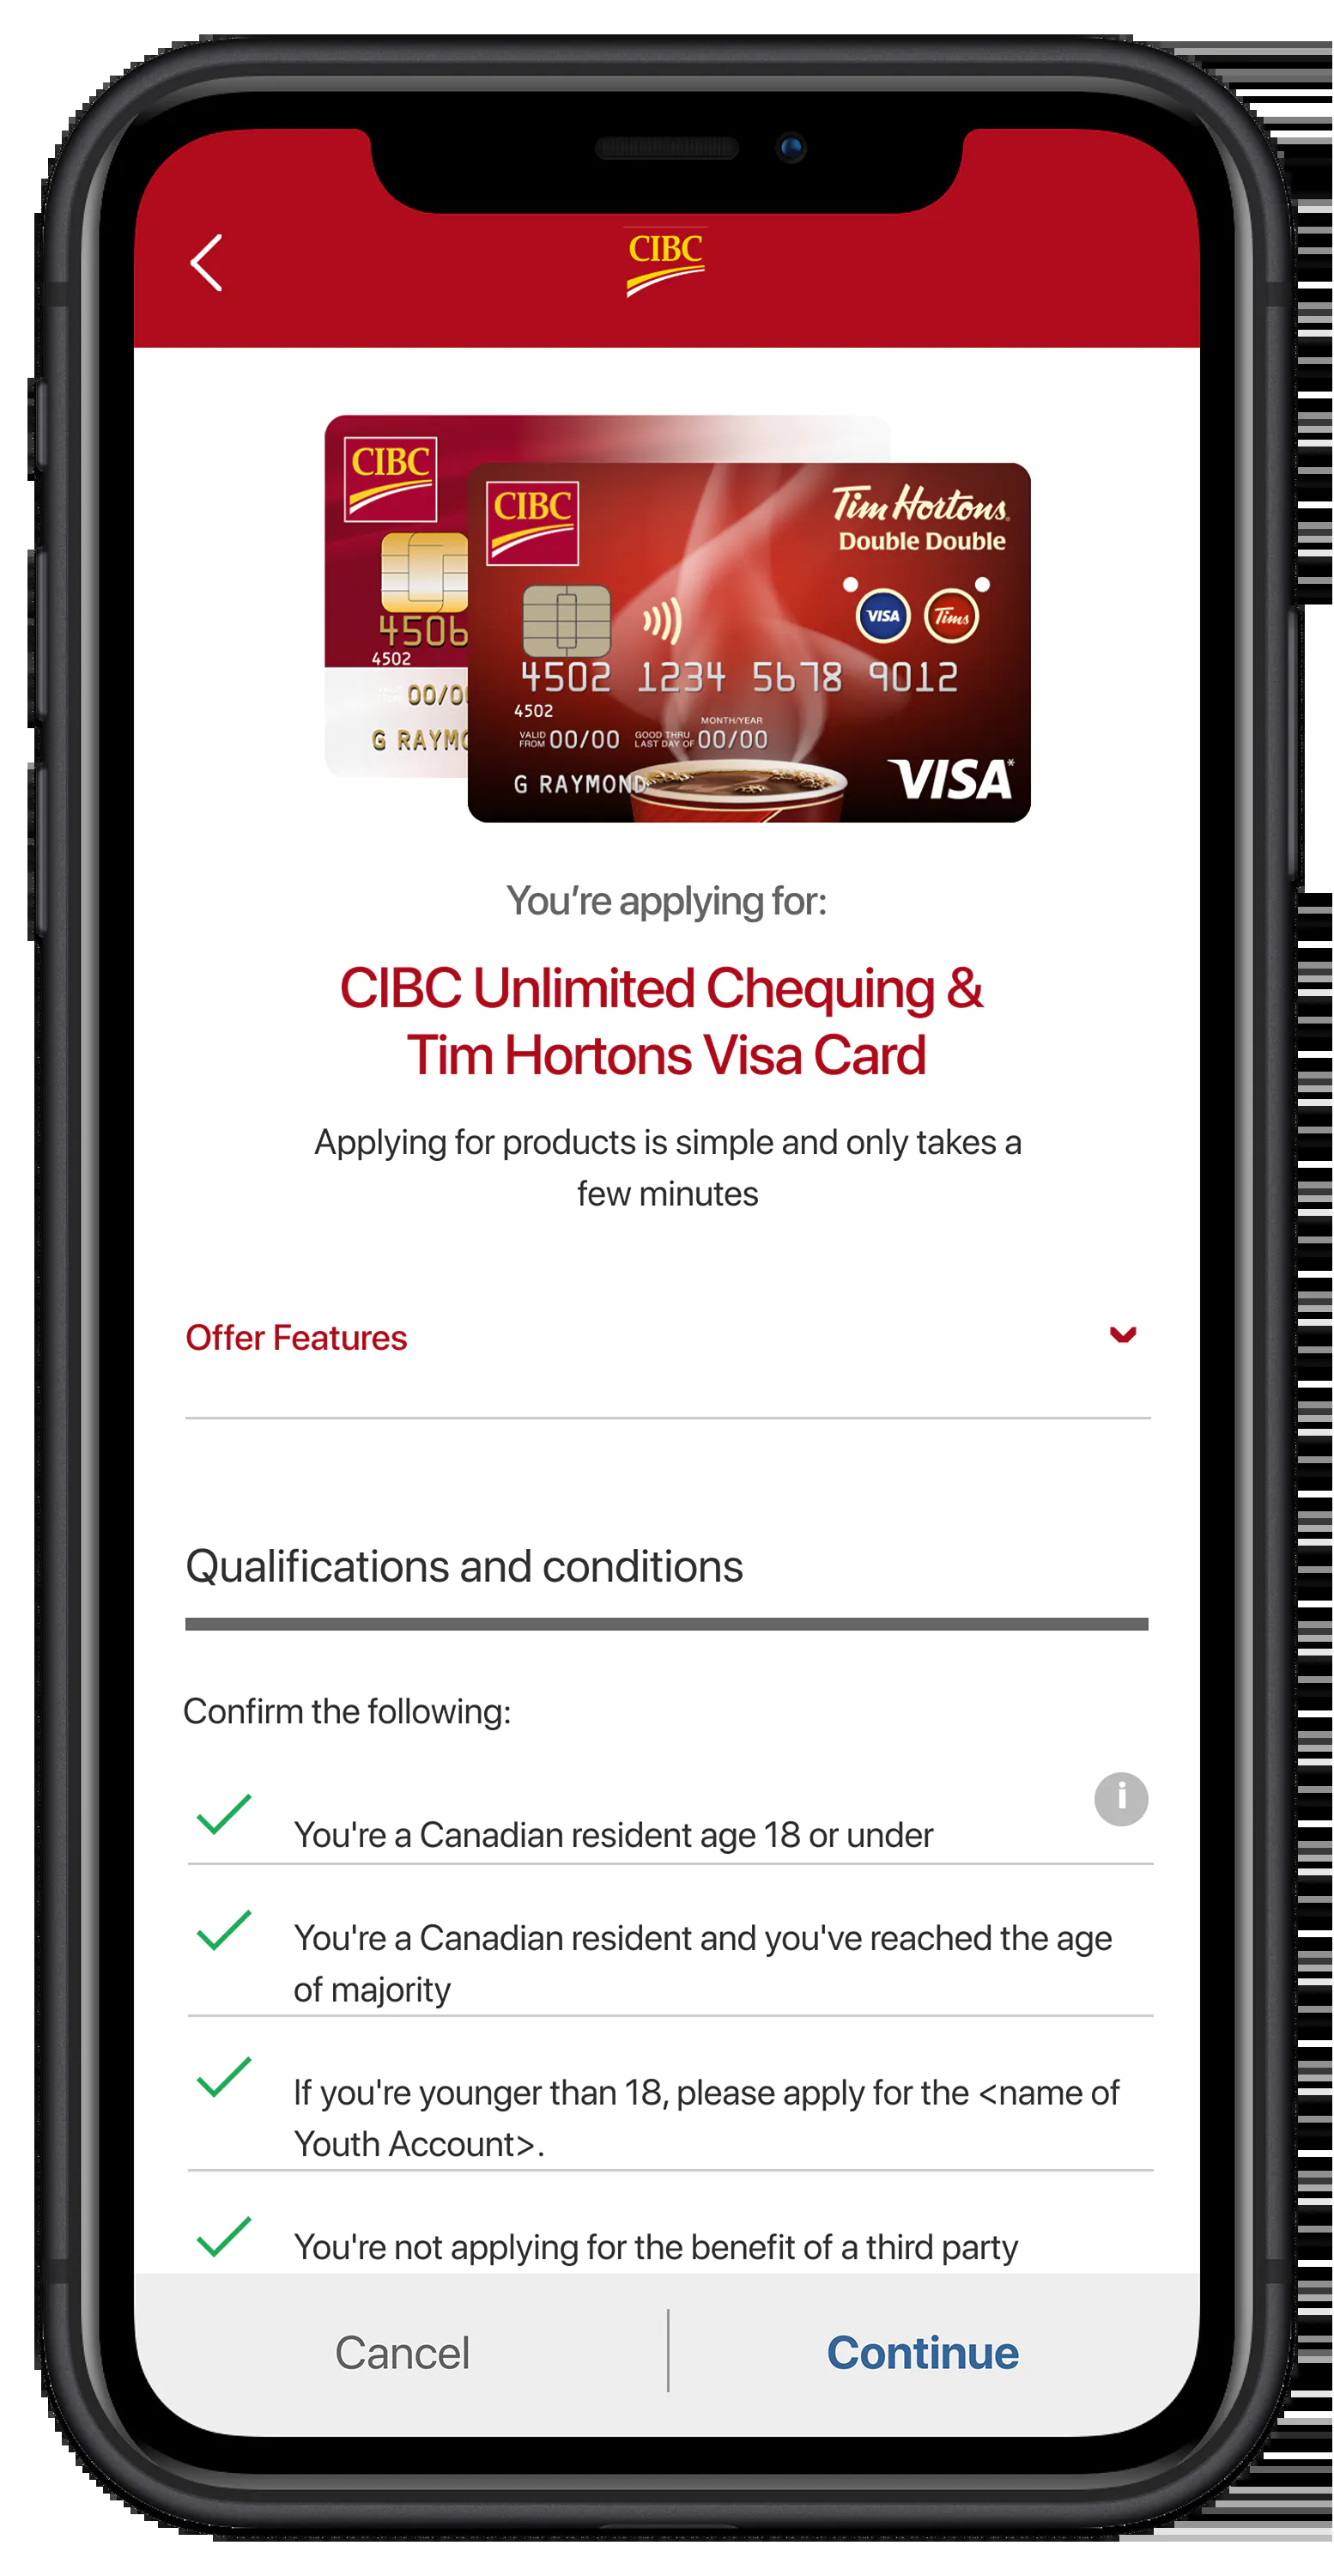 CIBC
CIBC
4506
4502
00/0
G RAYMO
CIBC
Tim Hortons
Double Double
VISA
Tims
4502 1234 5678 9012
4502
MONTH/YEAR
VALID FROM 00/00 GOOD THRU LAST DAY OF 00/00
G RAYMOND
VISA*
You're applying for:
CIBC Unlimited Chequing &
Tim Hortons Visa Card
Applying for products is simple and only takes a
few minutes
Offer Features
Qualifications and conditions
Confirm the following:
i
You're a Canadian resident age 18 or under
You're a Canadian resident and you've reached the age
of majority
If you're younger than 18, please apply for the <name of
Youth Account>.
You're not applying for the benefit of a third party
Cancel
Continue